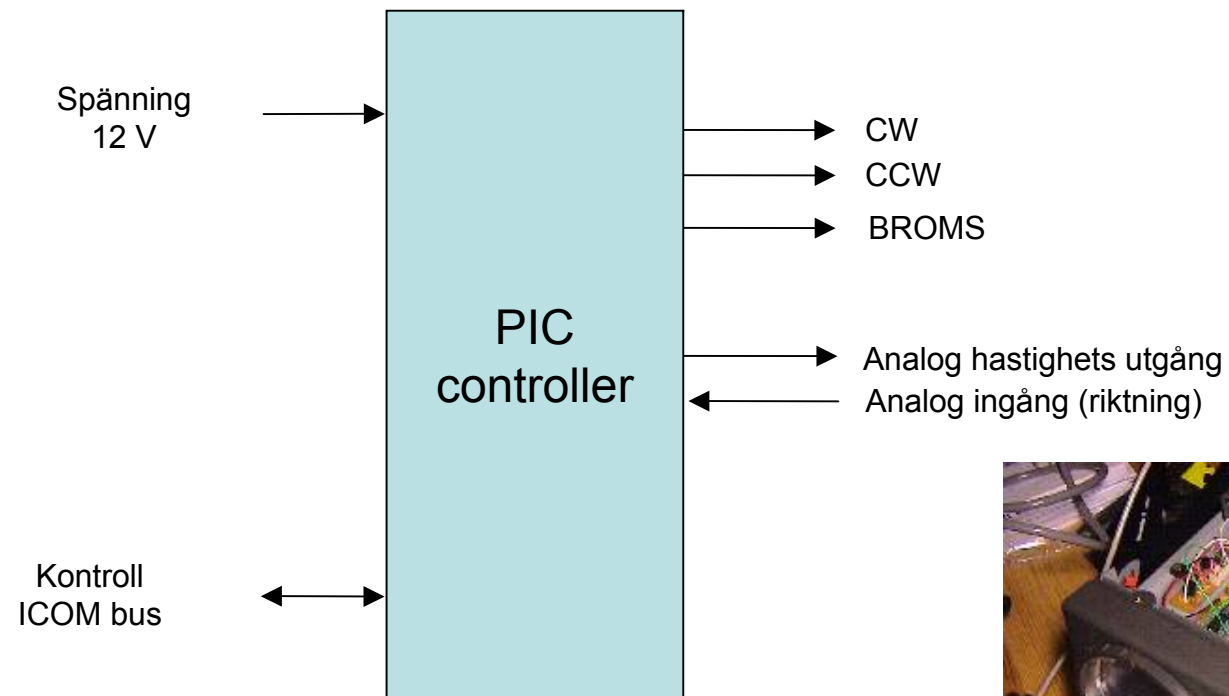 Spänning
12 V
CW
CCW
BROMS
PIC
controller
Analog hastighets utgång
Analog ingång (riktning)
Kontroll
ICOM bus